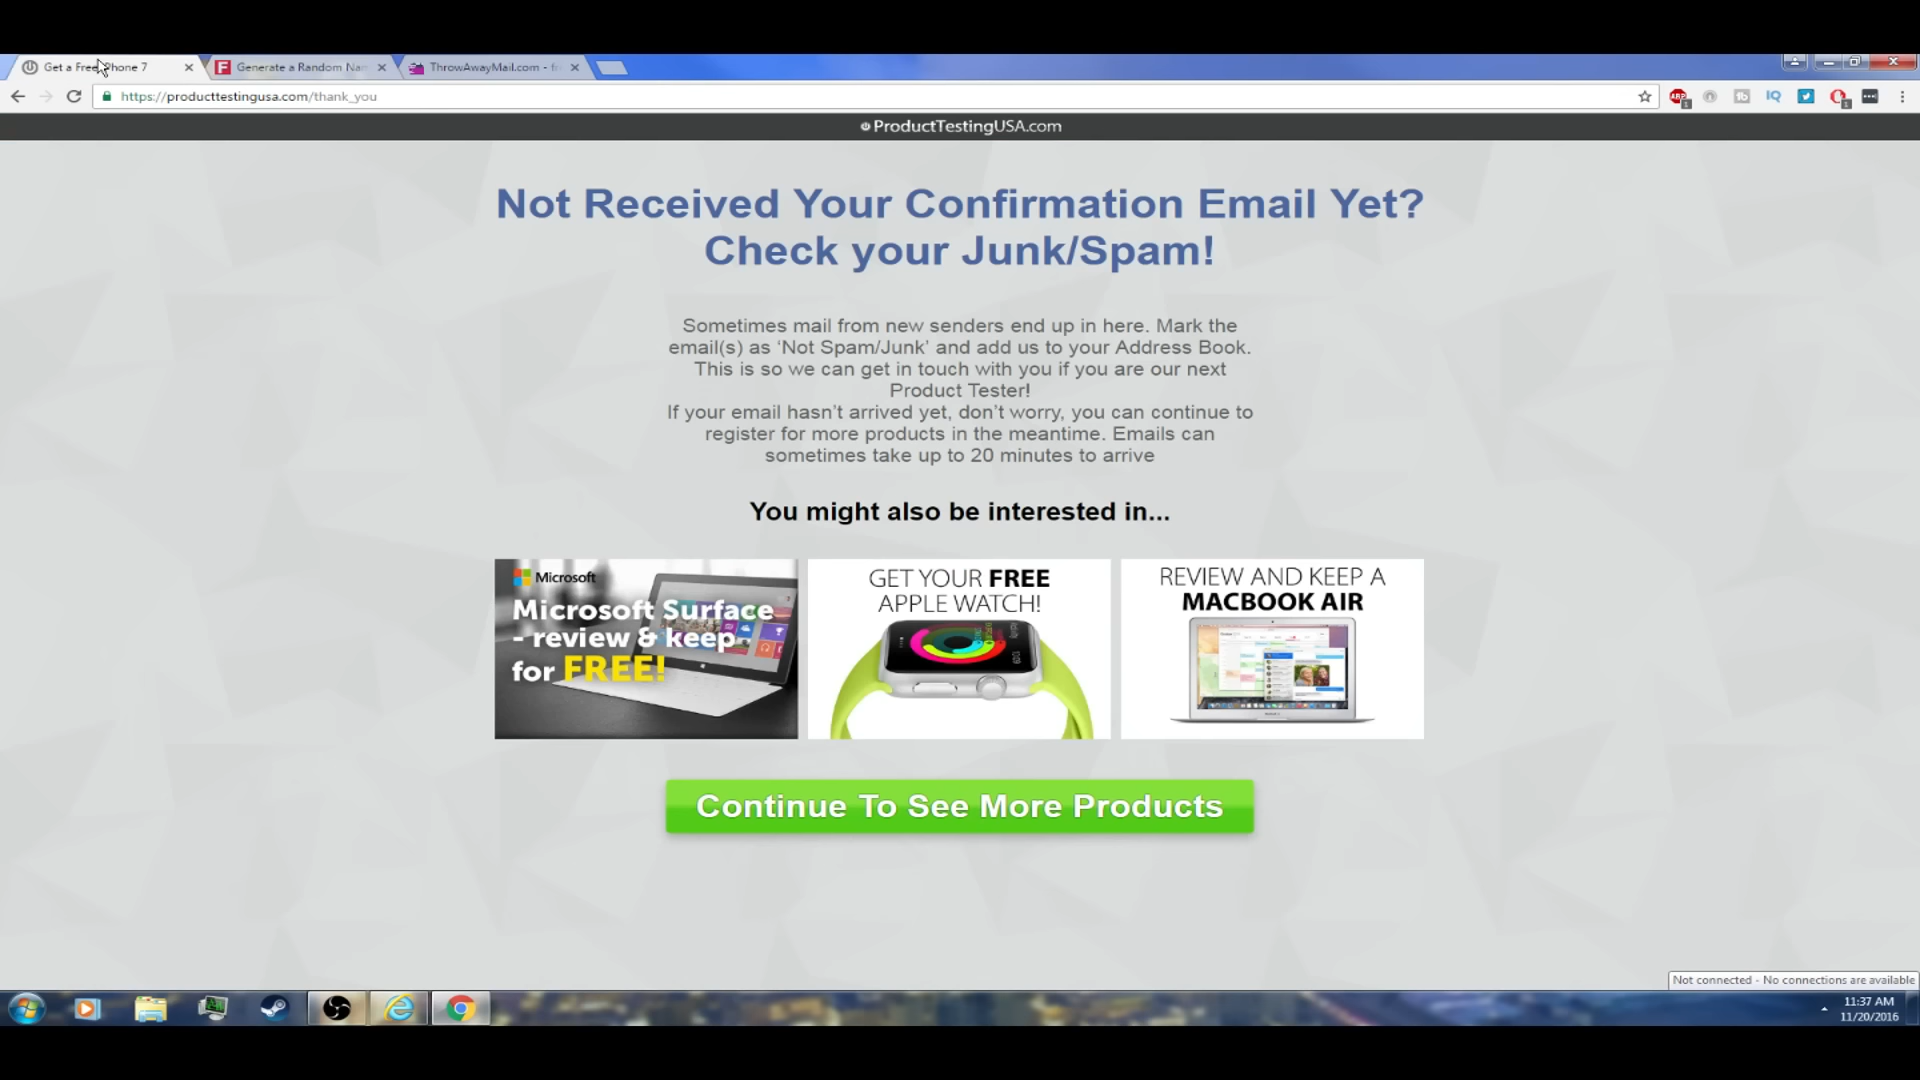 Get a Free iPhone 7
Generate a Random Nam
ThrowAwayMail.com - fr
https://producttestingusa.com/thank_you
ABP
IQ
ProductTestingUSA.com
Not Received Your Confirmation Email Yet?
Check your Junk/Spam!
Sometimes mail from new senders end up in here. Mark the
email(s) as ‘Not Spam/Junk’ and add us to your Address Book.
This is so we can get in touch with you if you are our next
Product Tester!
If your email hasn’t arrived yet, don’t worry, you can continue to
register for more products in the meantime. Emails can
sometimes take up to 20 minutes to arrive
You might also be interested in...
Microsoft
Microsoft Surface
- review & keep
for FREE!
GET YOUR FREE
APPLE WATCH!
REVIEW AND KEEP A
MACBOOK AIR
Continue To See More Products
Not connected - No connections are available
11:37 AM
11/20/2016